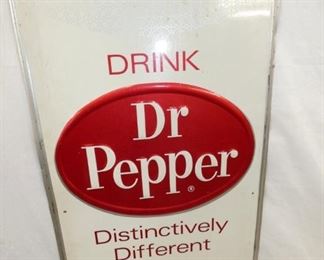 DRINK
Dr
Pepper
®
Distinctively
Different